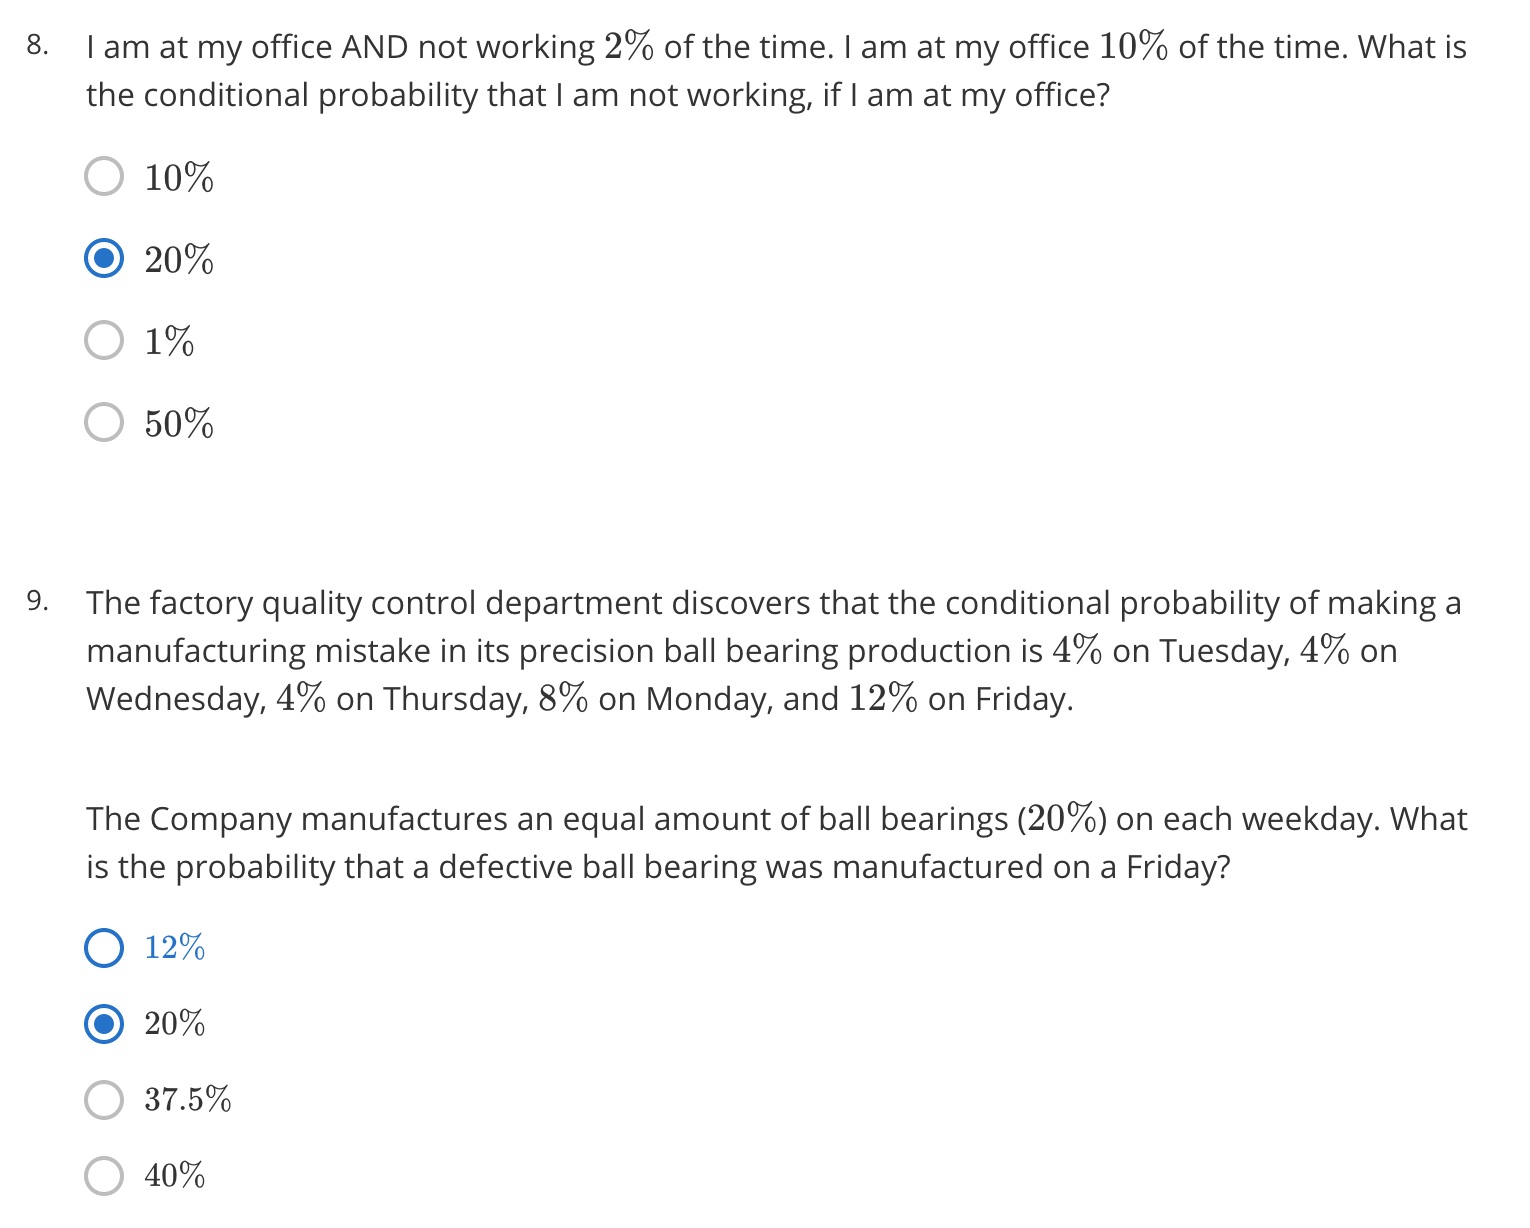 8. I am at my office AND not working 2% of the time. I am at my office 10% of the time. What is
the conditional probability that I am not working, if I am at my office?
10%
20%
1%
50%
9. The factory quality control department discovers that the conditional probability of making a
manufacturing mistake in its precision ball bearing production is 4% on Tuesday, 4% on
Wednesday, 4% on Thursday, 8% on Monday, and 12% on Friday.
The Company manufactures an equal amount of ball bearings (20%) on each weekday. What
is the probability that a defective ball bearing was manufactured on a Friday?
12%
20%
37.5%
40%